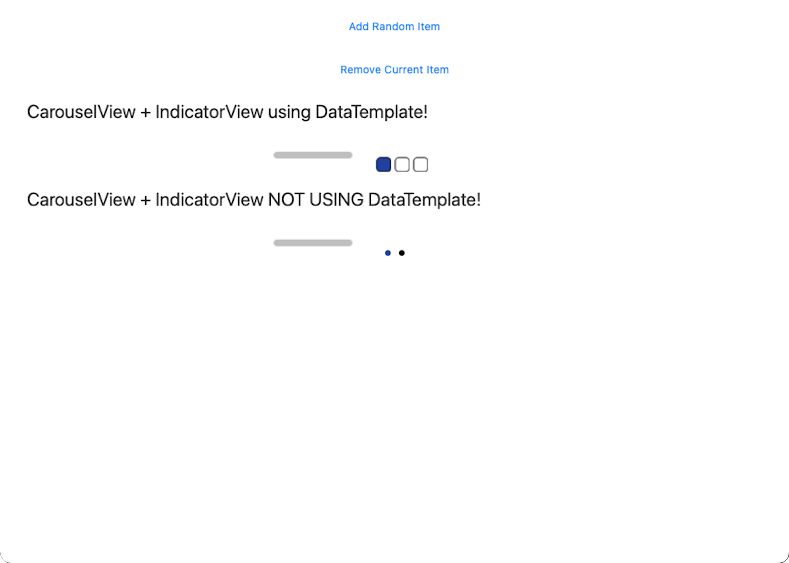 Add Random Item
Remove Current Item
CarouselView + IndicatorView using DataTemplate!
CarouselView + IndicatorView NOT USING DataTemplate!